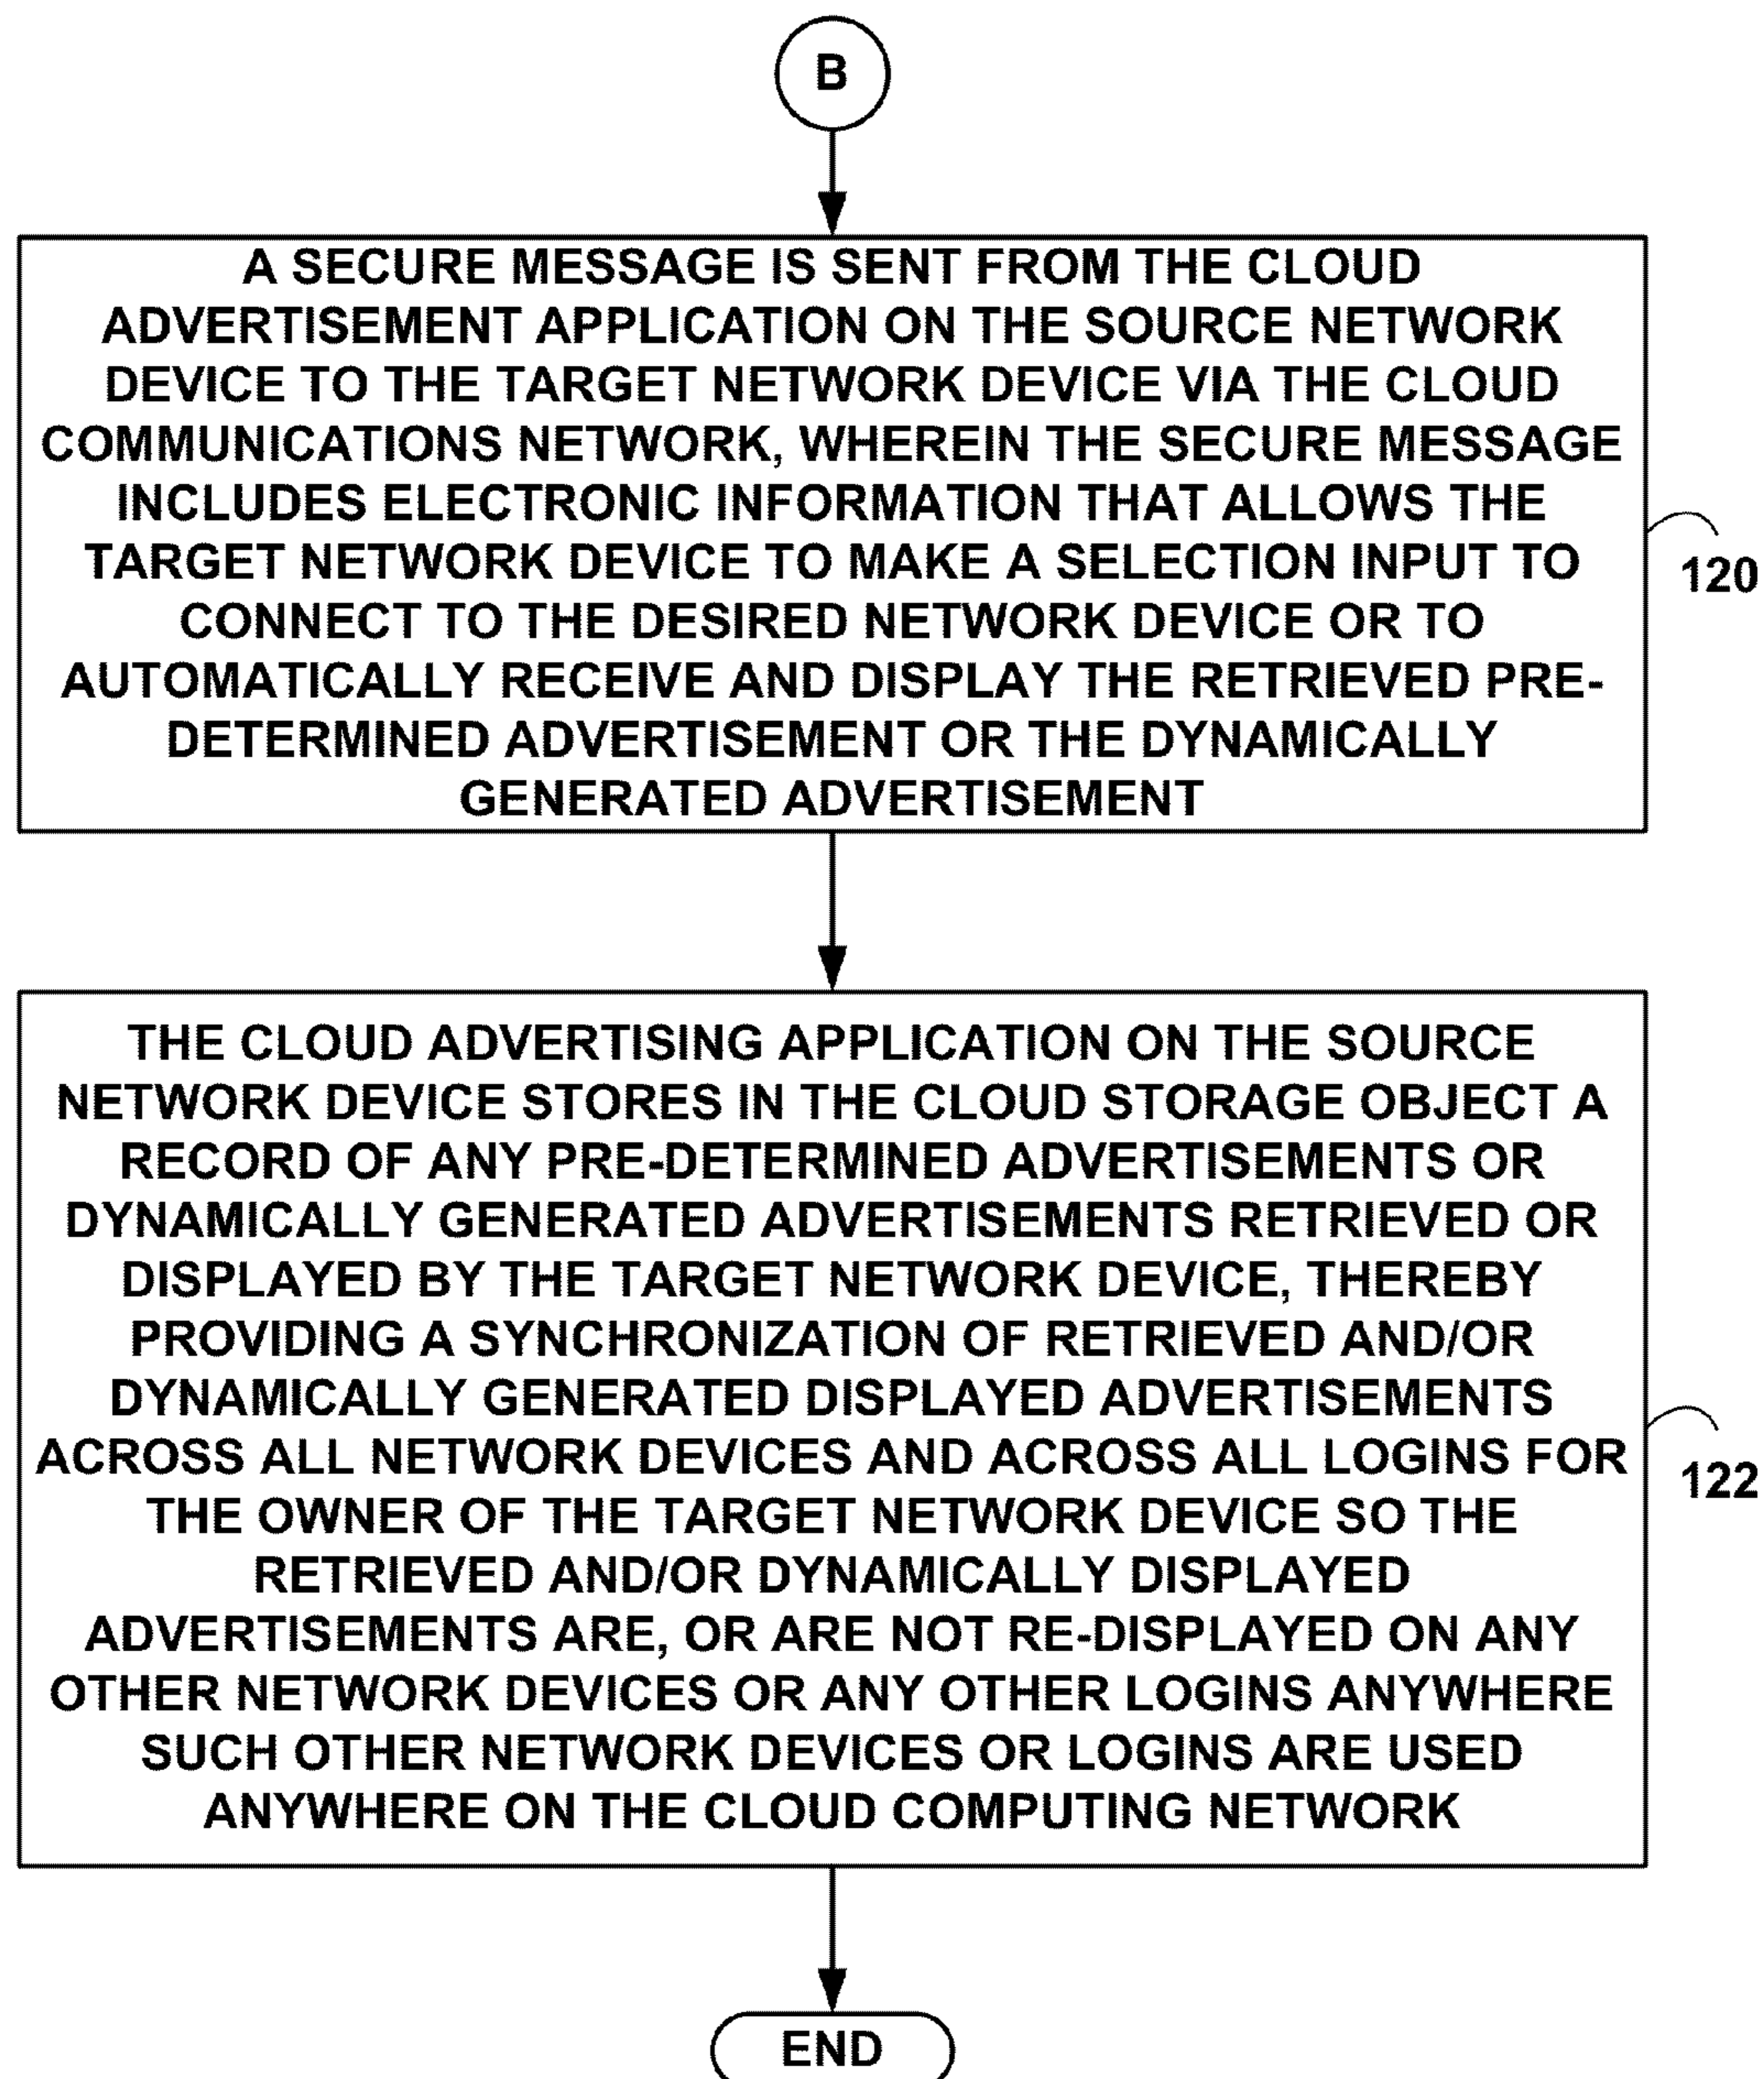 B
A SECURE MESSAGE IS SENT FROM THE CLOUD
ADVERTISEMENT APPLICATION ON THE SOURCE NETWORK
DEVICE TO THE TARGET NETWORK DEVICE VIA THE CLOUD
COMMUNICATIONS NETWORK, WHEREIN THE SECURE MESSAGE
INCLUDES ELECTRONIC INFORMATION THAT ALLOWS THE
TARGET NETWORK DEVICE TO MAKE A SELECTION INPUT TO
CONNECT TO THE DESIRED NETWORK DEVICE OR TO
AUTOMATICALLY RECEIVE AND DISPLAY THE RETRIEVED PRE-
DETERMINED ADVERTISEMENT OR THE DYNAMICALLY
GENERATED ADVERTISEMENT
120
THE CLOUD ADVERTISING APPLICATION ON THE SOURCE
NETWORK DEVICE STORES IN THE CLOUD STORAGE OBJECT A
RECORD OF ANY PRE-DETERMINED ADVERTISEMENTS OR
DYNAMICALLY GENERATED ADVERTISEMENTS RETRIEVED OR
DISPLAYED BY THE TARGET NETWORK DEVICE, THEREBY
PROVIDING A SYNCHRONIZATION OF RETRIEVED AND/OR
DYNAMICALLY GENERATED DISPLAYED ADVERTISEMENTS
ACROSS ALL NETWORK DEVICES AND ACROSS ALL LOGINS FOR
THE OWNER OF THE TARGET NETWORK DEVICE SO THE
RETRIEVED AND/OR DYNAMICALLY DISPLAYED
ADVERTISEMENTS ARE, OR ARE NOT RE-DISPLAYED ON ANY
OTHER NETWORK DEVICES OR ANY OTHER LOGINS ANYWHERE
SUCH OTHER NETWORK DEVICES OR LOGINS ARE USED
ANYWHERE ON THE CLOUD COMPUTING NETWORK
122
END